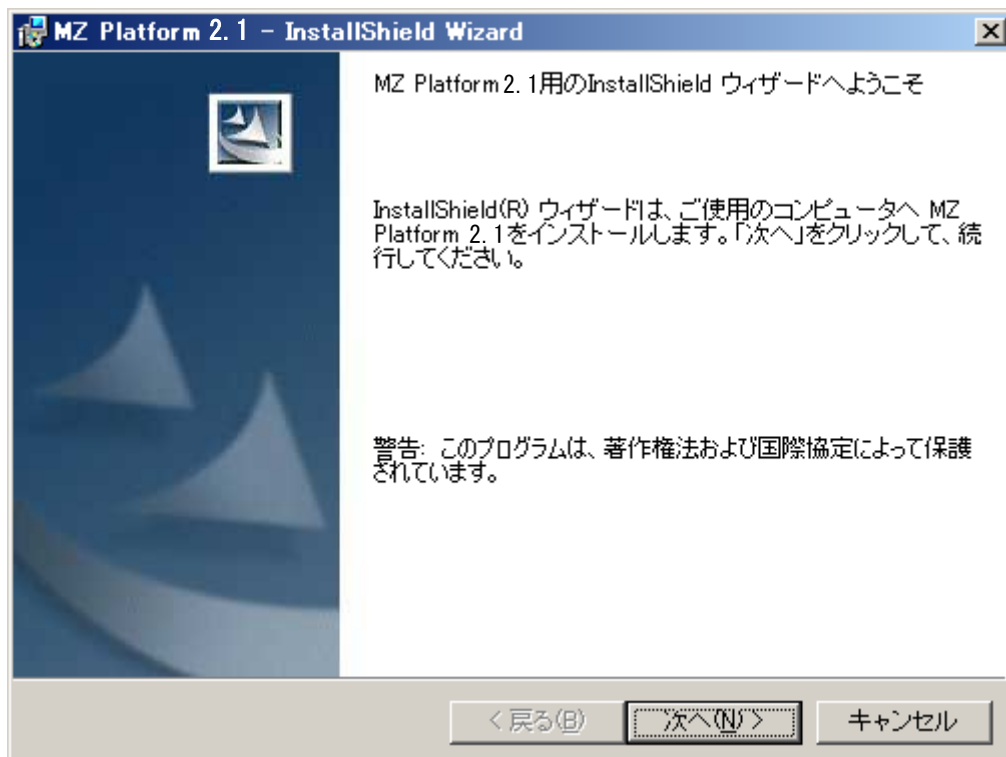 MZ Platform 2.1 - InstallShield Wizard
MZ Platform 2.1用のInstallShield ウィザードへようこそ
InstallShield(R) ウィザードは、ご使用のコンピュータへ MZ
Platform 2.1をインストールします。「次へ」をクリックして、続
行してください。
警告: このプログラムは、著作権法および国際協定によって保護
されています。
< 戻る(B)
次へ(N) >
キャンセル